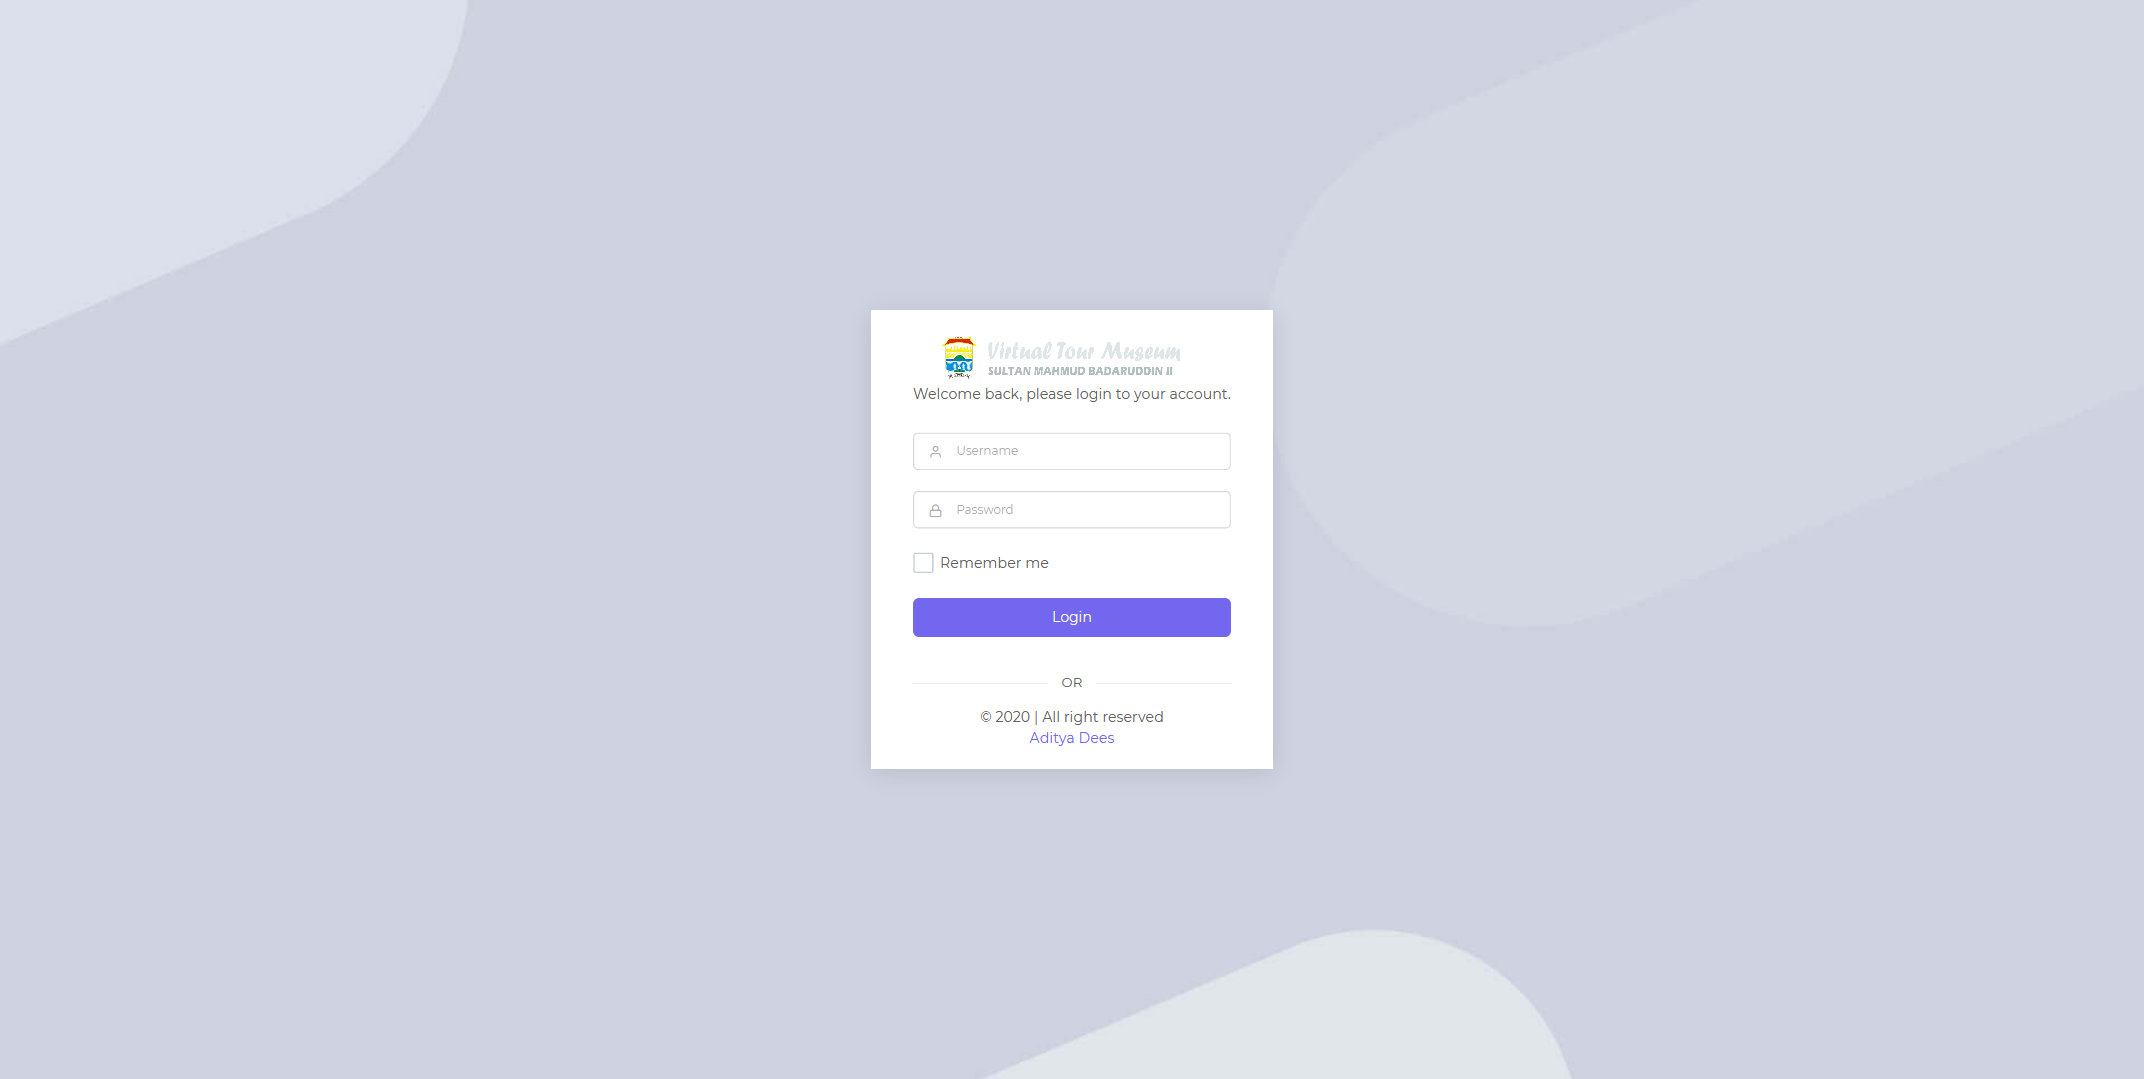 Virtual Tour Museum
SULTAN MAHMUD BADARUDDIN II
Welcome back, please login to your account.
Username
Password
Remember me
Login
OR
© 2020 | All right reserved
Aditya Dees